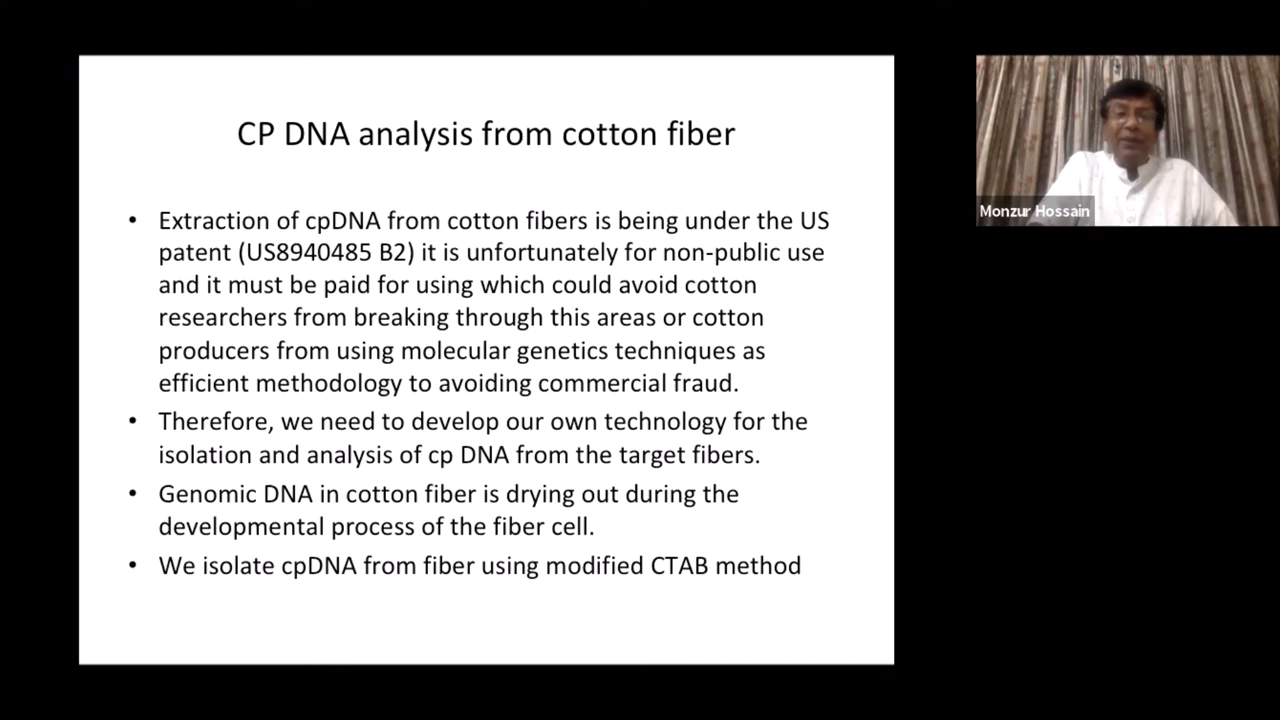 CP DNA analysis from cotton fiber
• Extraction of cpDNA from cotton fibers is being under the US
patent (US8940485 B2) it is unfortunately for non-public use
and it must be paid for using which could avoid cotton
researchers from breaking through this areas or cotton
producers from using molecular genetics techniques as
efficient methodology to avoiding commercial fraud.
• Therefore, we need to develop our own technology for the
isolation and analysis of cp DNA from the target fibers.
• Genomic DNA in cotton fiber is drying out during the
developmental process of the fiber cell.
• We isolate cpDNA from fiber using modified CTAB method
Monzur Hossain